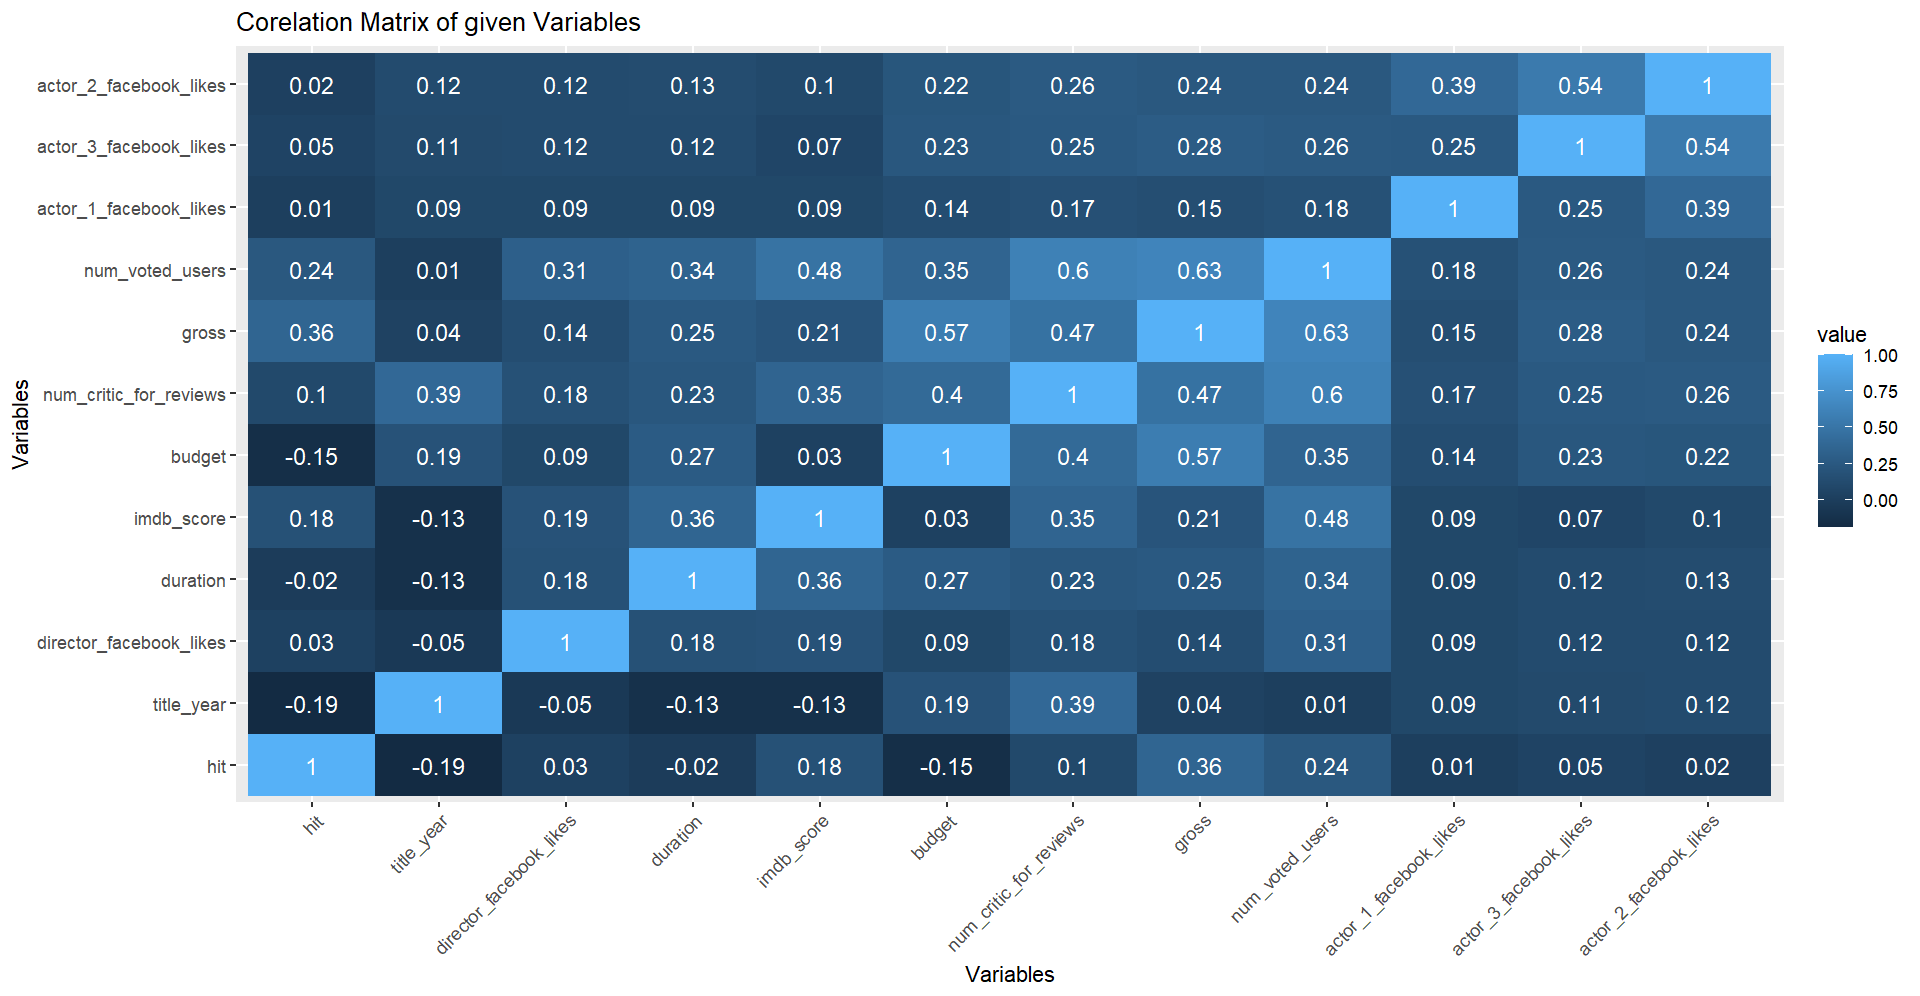 Corelation Matrix of given Variables
actor_2_facebook_likes 0.02 0.12 0.12 0.13 0.1 0.22 0.26 0.24 0.24 0.39 0.54 1
actor_3_facebook_likes 0.05 0.11 0.12 0.12 0.07 0.23 0.25 0.28 0.26 0.25 1 0.54
actor_1_facebook_likes 0.01 0.09 0.09 0.09 0.09 0.14 0.17 0.15 0.18 1 0.25 0.39
num_voted_users 0.24 0.01 0.31 0.34 0.48 0.35 0.6 0.63 1 0.18 0.26 0.24
gross 0.36 0.04 0.14 0.25 0.21 0.57 0.47 1 0.63 0.15 0.28 0.24
num_critic_for_reviews 0.1 0.39 0.18 0.23 0.35 0.4 1 0.47 0.6 0.17 0.25 0.26
budget -0.15 0.19 0.09 0.27 0.03 1 0.4 0.57 0.35 0.14 0.23 0.22
imdb_score 0.18 -0.13 0.19 0.36 1 0.03 0.35 0.21 0.48 0.09 0.07 0.1
duration -0.02 -0.13 0.18 1 0.36 0.27 0.23 0.25 0.34 0.09 0.12 0.13
director_facebook_likes 0.03 -0.05 1 0.18 0.19 0.09 0.18 0.14 0.31 0.09 0.12 0.12
title_year -0.19 1 -0.05 -0.13 -0.13 0.19 0.39 0.04 0.01 0.09 0.11 0.12
hit 1 -0.19 0.03 -0.02 0.18 -0.15 0.1 0.36 0.24 0.01 0.05 0.02
hit title_year director_facebook_likes duration imdb_score budget num_critic_for_reviews gross num_voted_users actor_1_facebook_likes actor_3_facebook_likes actor_2_facebook_likes
Variables
Variables
value
1.00
0.75
0.50
0.25
0.00